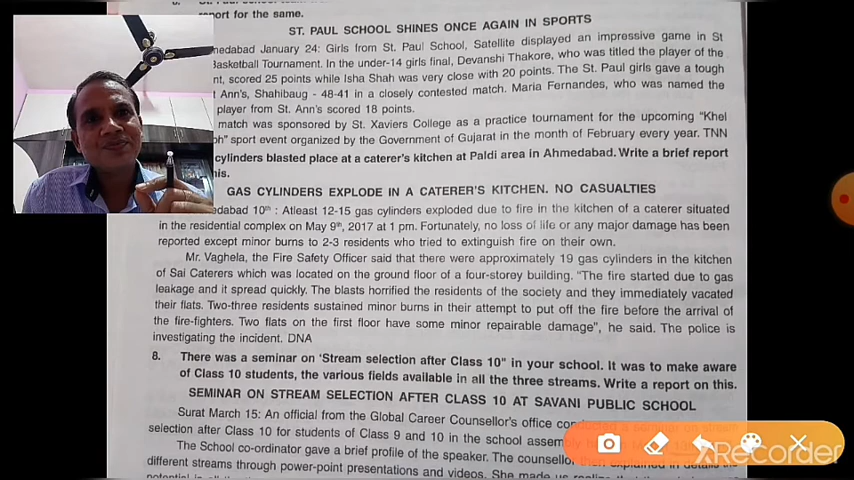 report for the same.
ST. PAUL SCHOOL SHINES ONCE AGAIN IN SPORTS
medabad January 24: Girls from St. Paul School, Satellite displayed an impressive game in St
Basketball Tournament. In the under-14 girls final, Devanshi Thakore, who was titled the player of the
nt, scored 25 points while Isha Shah was very close with 20 points. The St. Paul girls gave a tough
t Ann's, Shahibaug - 48-41 in a closely contested match. Maria Fernandes, who was named the
player from St. Ann's scored 18 points.
match was sponsored by St. Xaviers College as a practice tournament for the upcoming "Khel
ph" sport event organized by the Government of Gujarat in the month of February every year. TNN
cylinders blasted place at a caterer's kitchen at Paldi area in Ahmedabad. Write a brief report
his.
GAS CYLINDERS EXPLODE IN A CATERER'S KITCHEN. NO CASUALTIES
edabad 10th : Atleast 12-15 gas cylinders exploded due to fire in the kitchen of a caterer situated
in the residential complex on May 9th, 2017 at 1 pm. Fortunately, no loss of life or any major damage has been
reported except minor burns to 2-3 residents who tried to extinguish fire on their own.
Mr. Vaghela, the Fire Safety Officer said that there were approximately 19 gas cylinders in the kitchen
of Sai Caterers which was located on the ground floor of a four-storey building. "The fire started due to gas
leakage and it spread quickly. The blasts horrified the residents of the society and they immediately vacated
their flats. Two-three residents sustained minor burns in their attempt to put off the fire before the arrival of
the fire-fighters. Two flats on the first floor have some minor repairable damage", he said. The police is
investigating the incident. DNA
8. There was a seminar on 'Stream selection after Class 10" in your school. It was to make aware
of Class 10 students, the various fields available in all the three streams. Write a report on this.
SEMINAR ON STREAM SELECTION AFTER CLASS 10 AT SAVANI PUBLIC SCHOOL
Surat March 15: An official from the Global Career Counsellor's office
selection after Class 10 for students of Class 9 and 10 in the school
The School co-ordinator gave a brief profile of the speaker. The counsellor
different streams through power-point presentations and videos. She made us
XRecorder